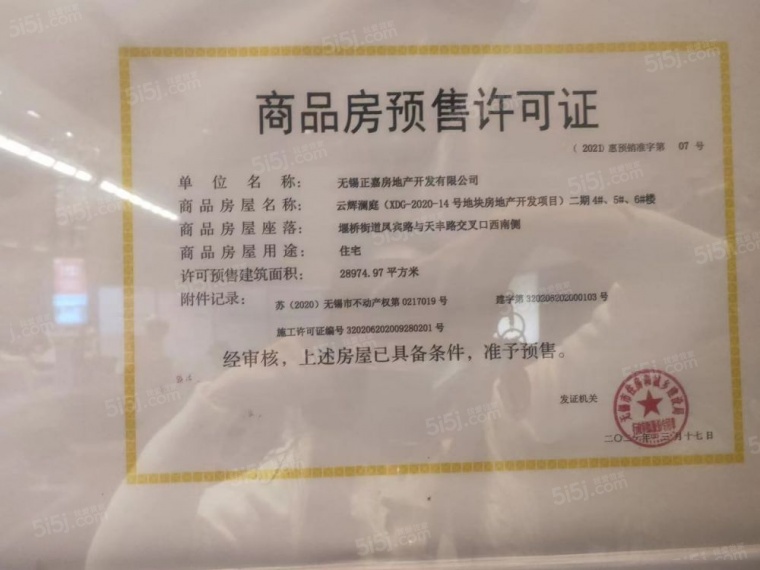 商品房预售许可证
（2021）惠预销准字第 07 号
单位名称： 无锡正嘉房地产开发有限公司
商品房屋名称： 云辉澜庭（XDG-2020-14号地块房地产开发项目）二期4#、5#、6#楼
商品房屋座落： 堰桥街道凤宾路与天丰路交叉口西南侧
商品房屋用途： 住宅
许可预售建筑面积： 28974.97平方米
附件记录： 苏（2020）无锡市不动产权第0217019号 建字第320206202000103号
施工许可证编号320206202009280201号
经审核，上述房屋已具备条件，准予预售。
发证机关
月十七日
5i5j.com